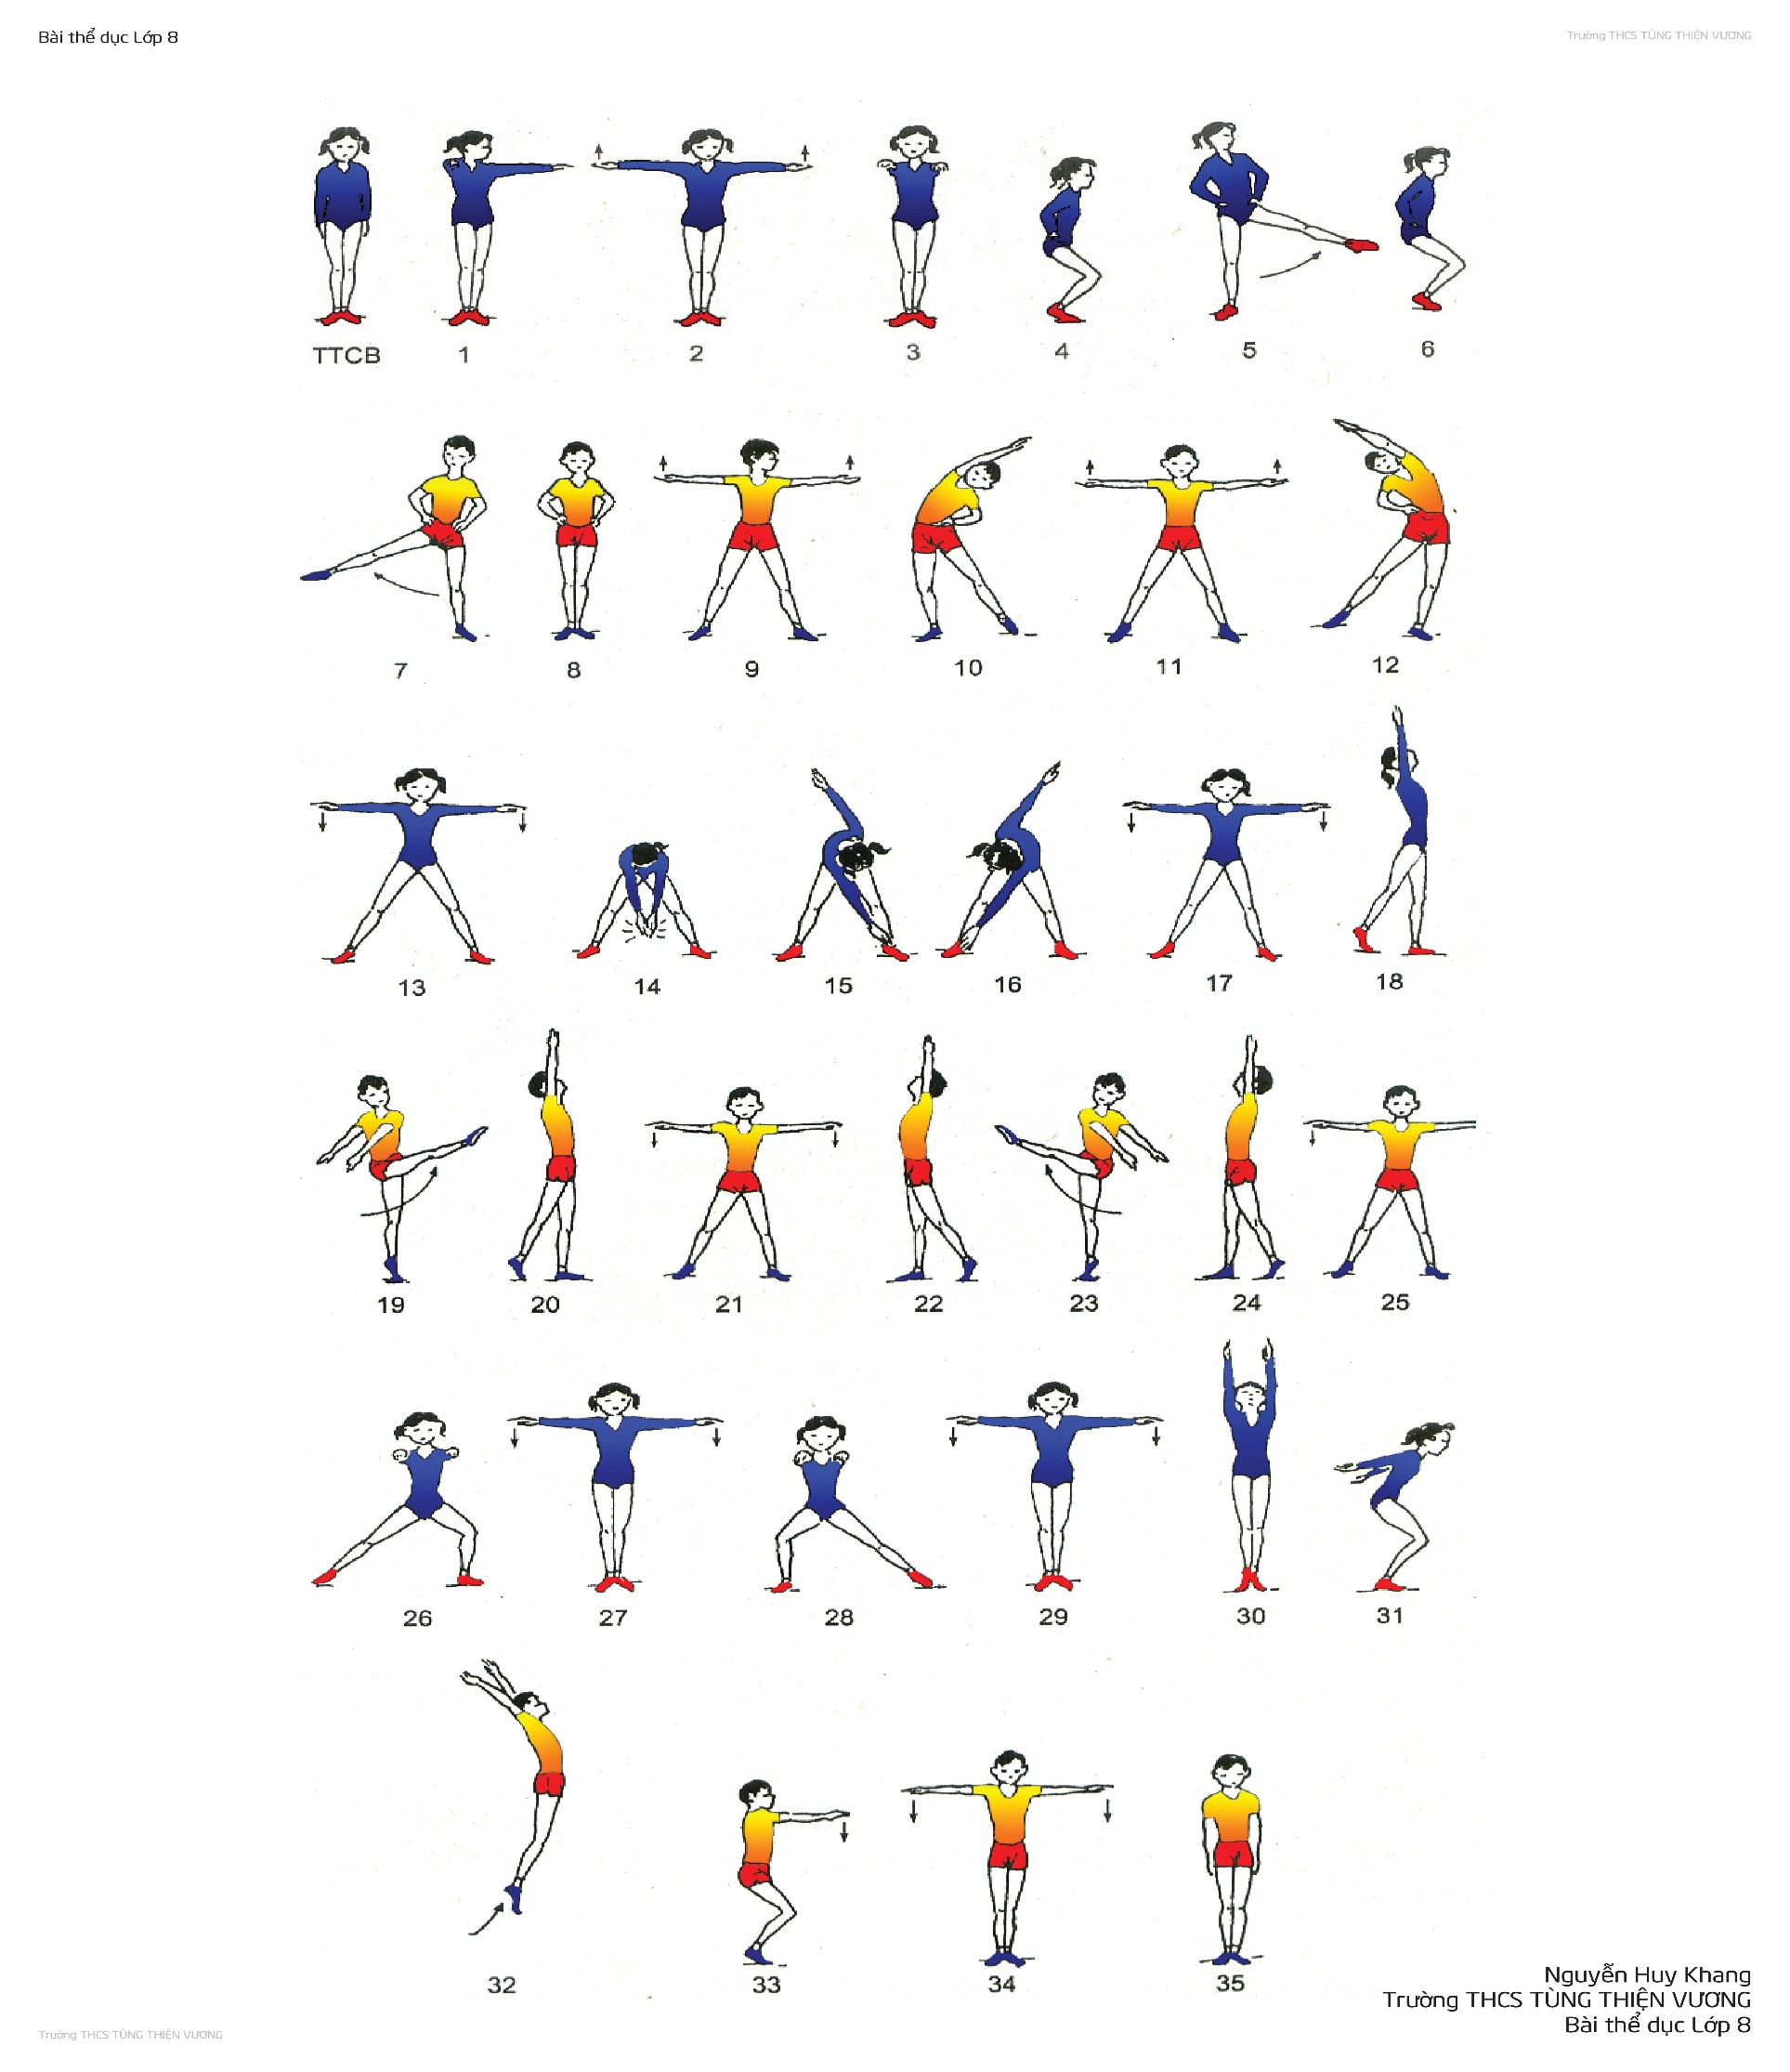 Bài thể dục Lớp 8
Trường THCS TÙNG THIỆN VƯƠNG
TTCB 1 2 3 4 5 6
7 8 9 10 11 12
13 14 15 16 17 18
19 20 21 22 23 24 25
26 27 28 29 30 31
32 33 34 35
Nguyễn Huy Khang
Trường THCS TÙNG THIỆN VƯƠNG
Bài thể dục Lớp 8
Trường THCS TÙNG THIỆN VƯƠNG